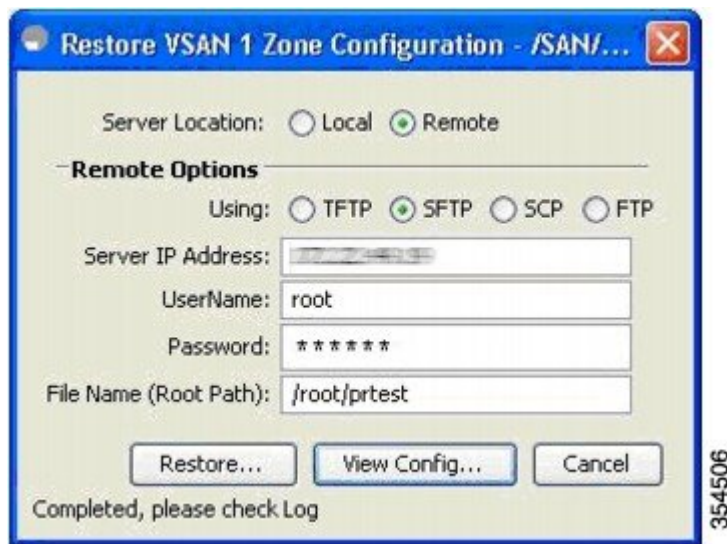 Restore VSAN 1 Zone Configuration - /SAN/...
Server Location: Local Remote
Remote Options
Using: TFTP SFTP SCP FTP
Server IP Address:
UserName: root
Password: ******
File Name (Root Path): /root/prtest
Restore... View Config... Cancel
Completed, please check Log
354506